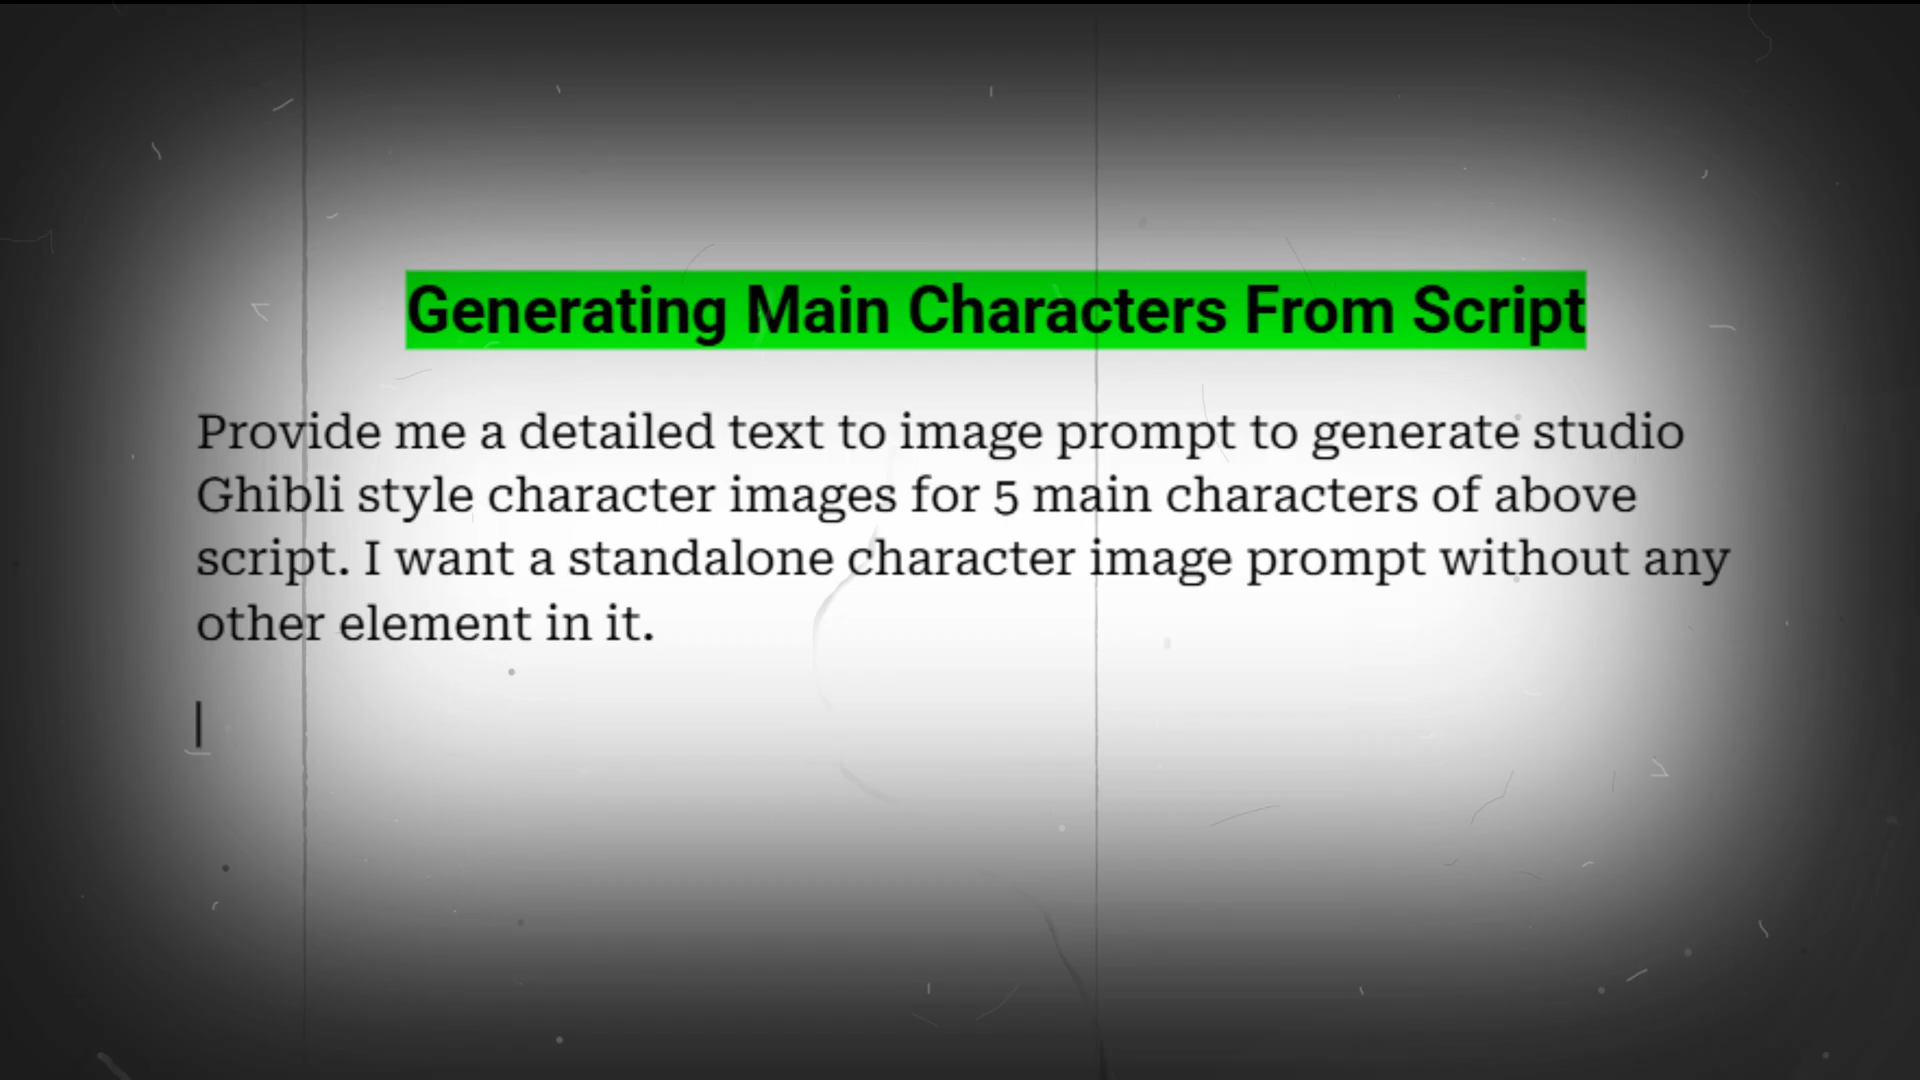 Generating Main Characters From Script
Provide me a detailed text to image prompt to generate studio
Ghibli style character images for 5 main characters of above
script. I want a standalone character image prompt without any
other element in it.